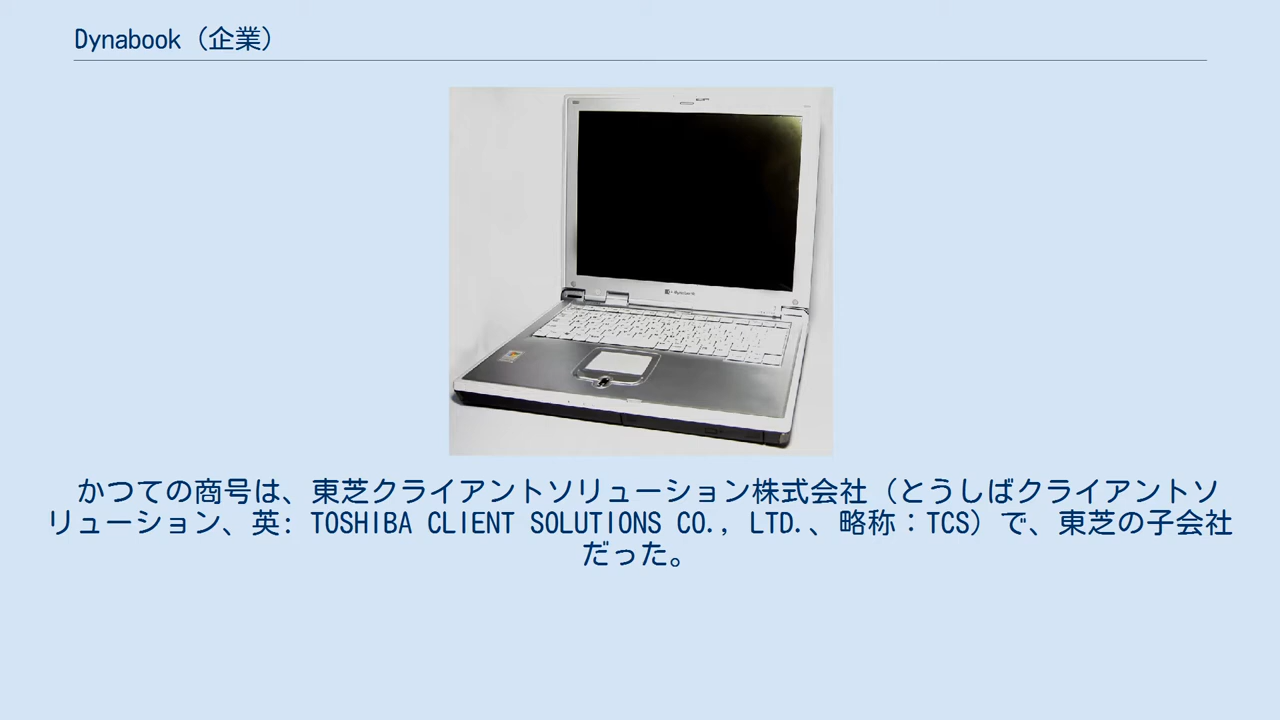 Dynabook（企業）
かつての商号は、東芝クライアントソリューション株式会社（とうしばクライアントソ
リューション、英: TOSHIBA CLIENT SOLUTIONS CO., LTD.、略称：TCS）で、東芝の子会社
だった。